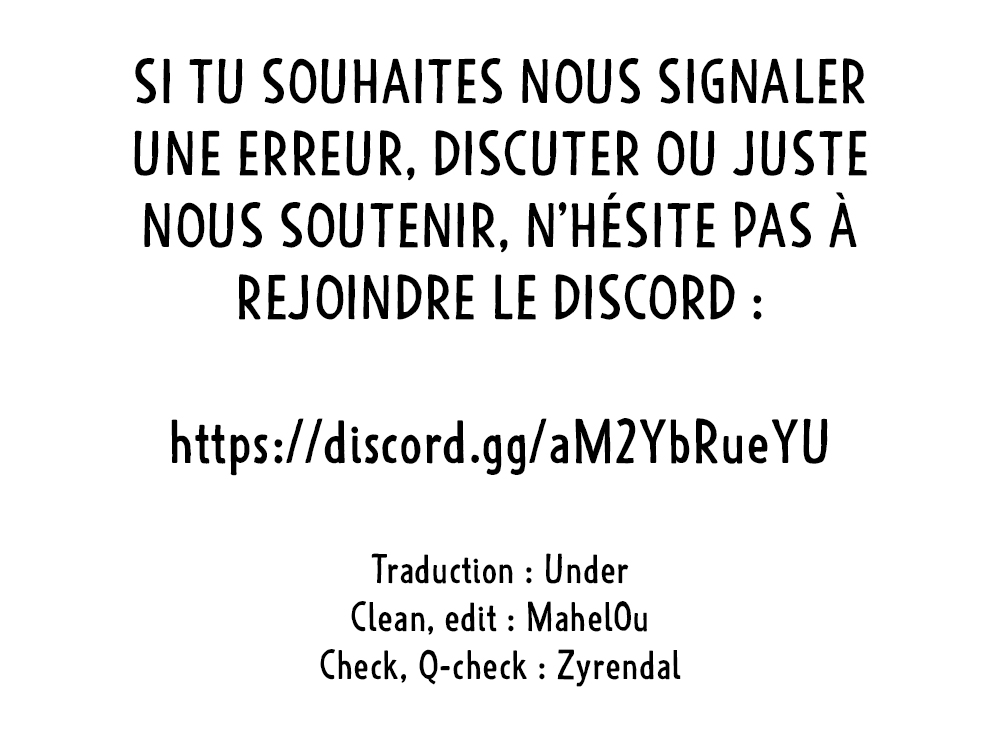 SI TU SOUHAITES NOUS SIGNALER
UNE ERREUR, DISCUTER OU JUSTE
NOUS SOUTENIR, N'HÉSITE PAS À
REJOINDRE LE DISCORD :
https://discord.gg/aM2YbRueYU
Traduction : Under
Clean, edit : MahelOu
Check, Q-check : Zyrendal